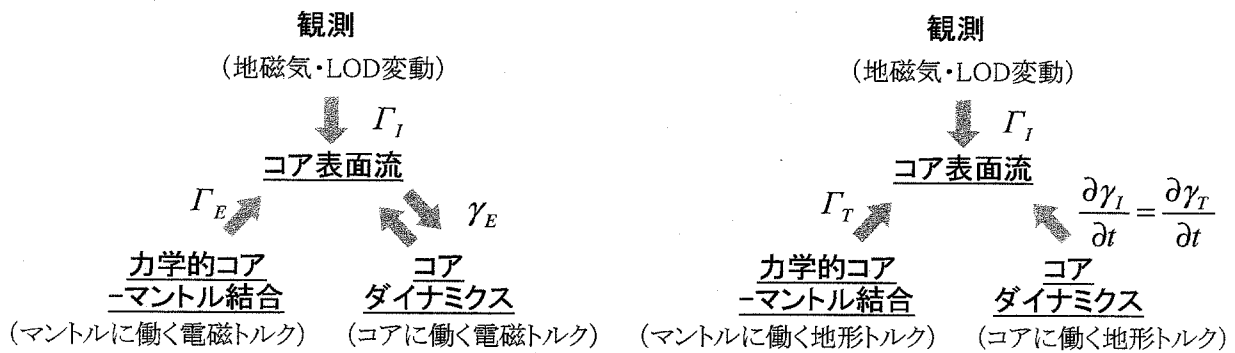 観測
(地磁気・LOD変動)
Γ_I
コア表面流
Γ_E
γ_E
力学的コア
-マントル結合
(マントルに働く電磁トルク)
コア
ダイナミクス
(コアに働く電磁トルク)
観測
(地磁気・LOD変動)
Γ_I
コア表面流
Γ_T
∂γ_I/∂t = ∂γ_T/∂t
力学的コア
-マントル結合
(マントルに働く地形トルク)
コア
ダイナミクス
(コアに働く地形トルク)